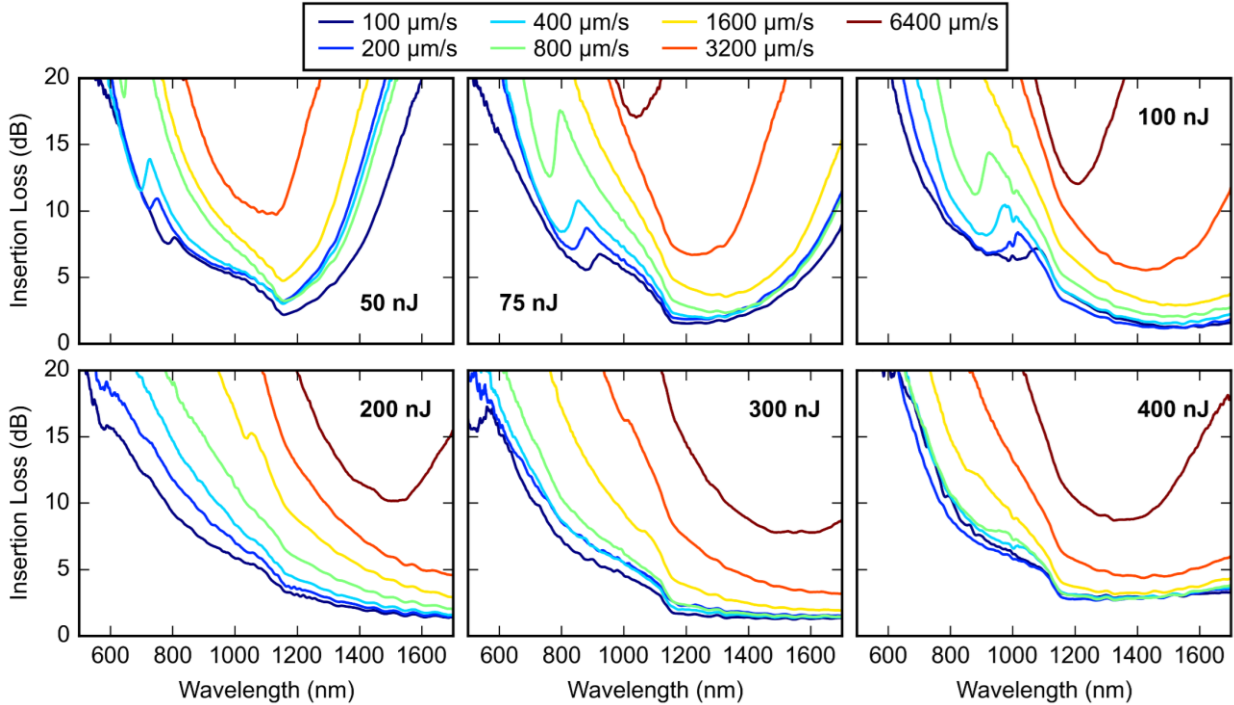 100 µm/s 400 µm/s 1600 µm/s 6400 µm/s
200 µm/s 800 µm/s 3200 µm/s
20
15
10
5
0
Insertion Loss (dB)
50 nJ
75 nJ
100 nJ
20
15
10
5
0
Insertion Loss (dB)
200 nJ
300 nJ
400 nJ
600 800 1000 1200 1400 1600 600 800 1000 1200 1400 1600 600 800 1000 1200 1400 1600
Wavelength (nm) Wavelength (nm) Wavelength (nm)